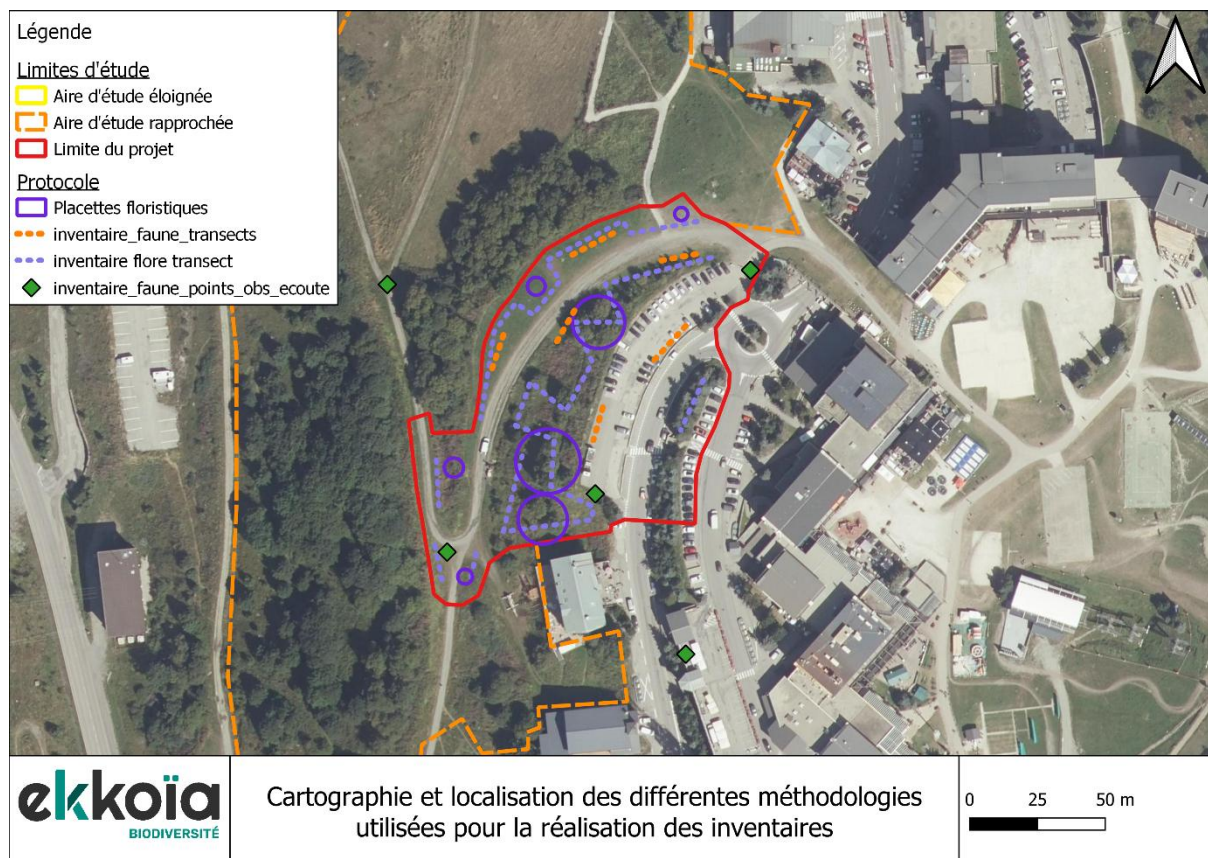 Légende
Limites d'étude
Aire d'étude éloignée
Aire d'étude rapprochée
Limite du projet
Protocole
Placettes floristiques
inventaire_faune_transects
inventaire flore transect
inventaire_faune_points_obs_ecoute
ekkoïa
BIODIVERSITÉ
Cartographie et localisation des différentes méthodologies
utilisées pour la réalisation des inventaires
0 25 50 m